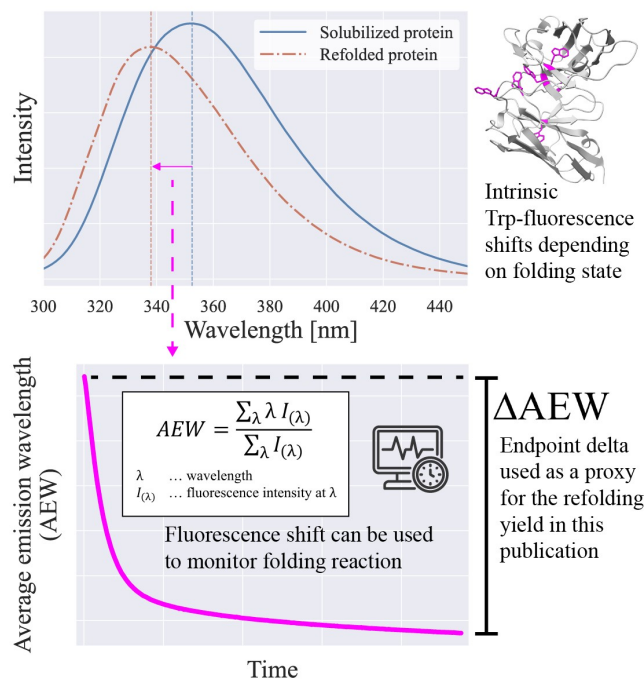 Solubilized protein
Refolded protein
Intensity
300 320 340 360 380 400 420 440
Wavelength [nm]
Intrinsic
Trp-fluorescence
shifts depending
on folding state
Average emission wavelength
(AEW)
AEW = ∑λ λ I(λ) / ∑λ I(λ)
λ … wavelength
I(λ) … fluorescence intensity at λ
Fluorescence shift can be used
to monitor folding reaction
Time
ΔAEW
Endpoint delta
used as a proxy
for the refolding
yield in this
publication